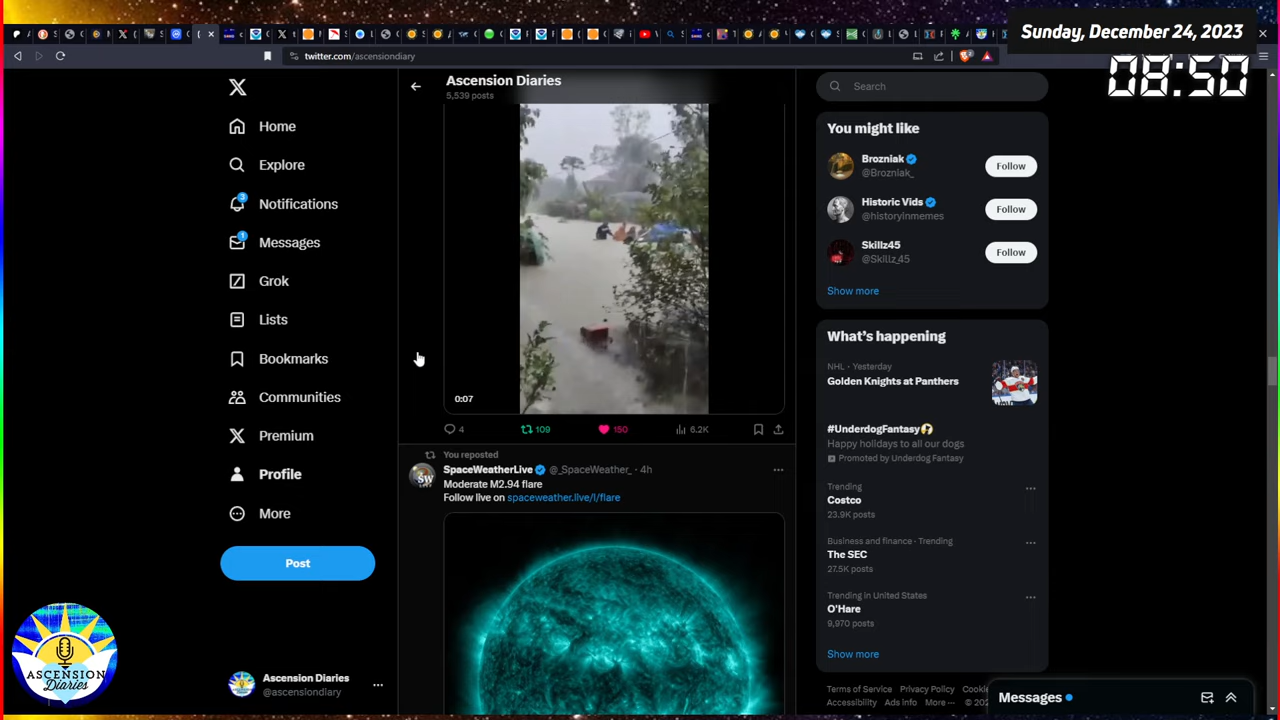 Sunday, December 24, 2023
08:50
twitter.com/ascensiondiary
Home
Explore
3
Notifications
1
Messages
Grok
Lists
Bookmarks
Communities
Premium
Profile
More
Post
Ascension Diaries
@ascensiondiary
ASCENSION
Diaries
Ascension Diaries
5,539 posts
0:07
4
109
150
6.2K
You reposted
SpaceWeatherLive @_SpaceWeather_ · 4h
Moderate M2.94 flare
Follow live on spaceweather.live/l/flare
Search
You might like
Brozniak
@Brozniak_
Follow
Historic Vids
@historyinmemes
Follow
Skillz45
@Skillz_45
Follow
Show more
What's happening
NHL · Yesterday
Golden Knights at Panthers
#UnderdogFantasy
Happy holidays to all our dogs
Promoted by Underdog Fantasy
Trending
Costco
23.9K posts
Business and finance · Trending
The SEC
27.5K posts
Trending in United States
O'Hare
9,970 posts
Show more
Terms of Service Privacy Policy
Accessibility Ads info More ···
Messages